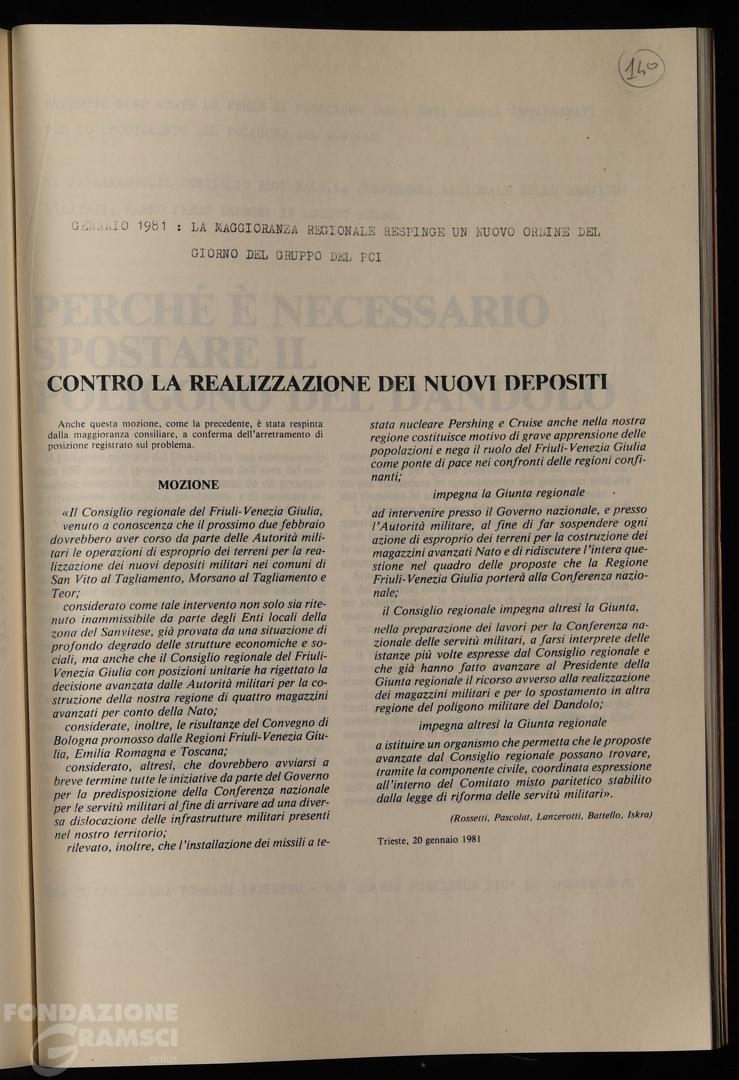 140
GENNAIO 1981 : LA MAGGIORANZA REGIONALE RESPINGE UN NUOVO ORDINE DEL
GIORNO DEL GRUPPO DEL PCI
PERCHÉ È NECESSARIO
SPOSTARE IL
CONTRO LA REALIZZAZIONE DEI NUOVI DEPOSITI
Anche questa mozione, come la precedente, è stata respinta
dalla maggioranza consiliare, a conferma dell'arretramento di
posizione registrato sul problema.
MOZIONE
«Il Consiglio regionale del Friuli-Venezia Giulia,
venuto a conoscenza che il prossimo due febbraio
dovrebbero aver corso da parte delle Autorità mili-
tari le operazioni di esproprio dei terreni per la rea-
lizzazione dei nuovi depositi militari nei comuni di
San Vito al Tagliamento, Morsano al Tagliamento e
Teor;
considerato come tale intervento non solo sia rite-
nuto inammissibile da parte degli Enti locali della
zona del Sanvitese, già provata da una situazione di
profondo degrado delle strutture economiche e so-
ciali, ma anche che il Consiglio regionale del Friuli-
Venezia Giulia con posizioni unitarie ha rigettato la
decisione avanzata dalle Autorità militari per la co-
struzione della nostra regione di quattro magazzini
avanzati per conto della Nato;
considerate, inoltre, le risultanze del Convegno di
Bologna promosso dalle Regioni Friuli-Venezia Giu-
lia, Emilia Romagna e Toscana;
considerato, altresì, che dovrebbero avviarsi a
breve termine tutte le iniziative da parte del Governo
per la predisposizione della Conferenza nazionale
per le servitù militari al fine di arrivare ad una diver-
sa dislocazione delle infrastrutture militari presenti
nel nostro territorio;
rilevato, inoltre, che l'installazione dei missili a te-
stata nucleare Pershing e Cruise anche nella nostra
regione costituisce motivo di grave apprensione delle
popolazioni e nega il ruolo del Friuli-Venezia Giulia
come ponte di pace nei confronti delle regioni confi-
nanti;
impegna la Giunta regionale
ad intervenire presso il Governo nazionale, e presso
l'Autorità militare, al fine di far sospendere ogni
azione di esproprio dei terreni per la costruzione dei
magazzini avanzati Nato e di ridiscutere l'intera que-
stione nel quadro delle proposte che la Regione
Friuli-Venezia Giulia porterà alla Conferenza nazio-
nale;
il Consiglio regionale impegna altresì la Giunta,
nella preparazione dei lavori per la Conferenza na-
zionale delle servitù militari, a farsi interprete delle
istanze più volte espresse dal Consiglio regionale e
che già hanno fatto avanzare al Presidente della
Giunta regionale il ricorso avverso alla realizzazione
dei magazzini militari e per lo spostamento in altra
regione del poligono militare del Dandolo;
impegna altresì la Giunta regionale
a istituire un organismo che permetta che le proposte
avanzate dal Consiglio regionale possano trovare,
tramite la componente civile, coordinata espressione
all'interno del Comitato misto paritetico stabilito
dalla legge di riforma delle servitù militari».
(Rossetti, Pascolat, Lanzerotti, Battello, Iskra)
Trieste, 20 gennaio 1981
FONDAZIONE
GRAMSCI
onlus